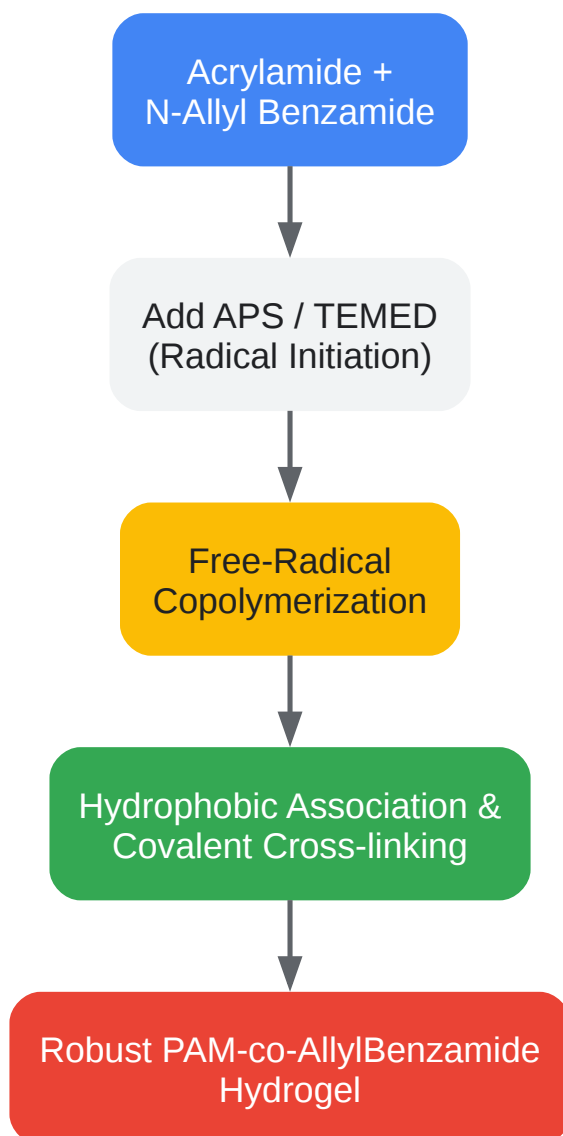 Acrylamide +
N-Allyl Benzamide
Add APS / TEMED
(Radical Initiation)
Free-Radical
Copolymerization
Hydrophobic Association &
Covalent Cross-linking
Robust PAM-co-AllylBenzamide
Hydrogel